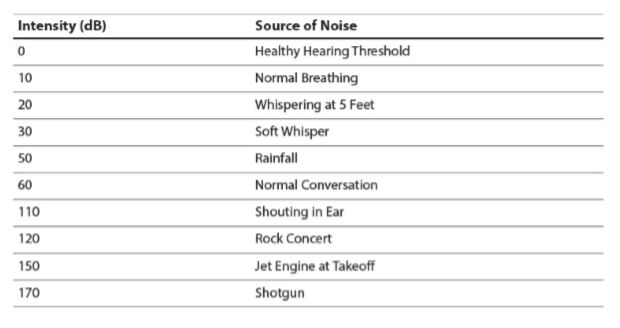 Intensity (dB) Source of Noise
0 Healthy Hearing Threshold
10 Normal Breathing
20 Whispering at 5 Feet
30 Soft Whisper
50 Rainfall
60 Normal Conversation
110 Shouting in Ear
120 Rock Concert
150 Jet Engine at Takeoff
170 Shotgun